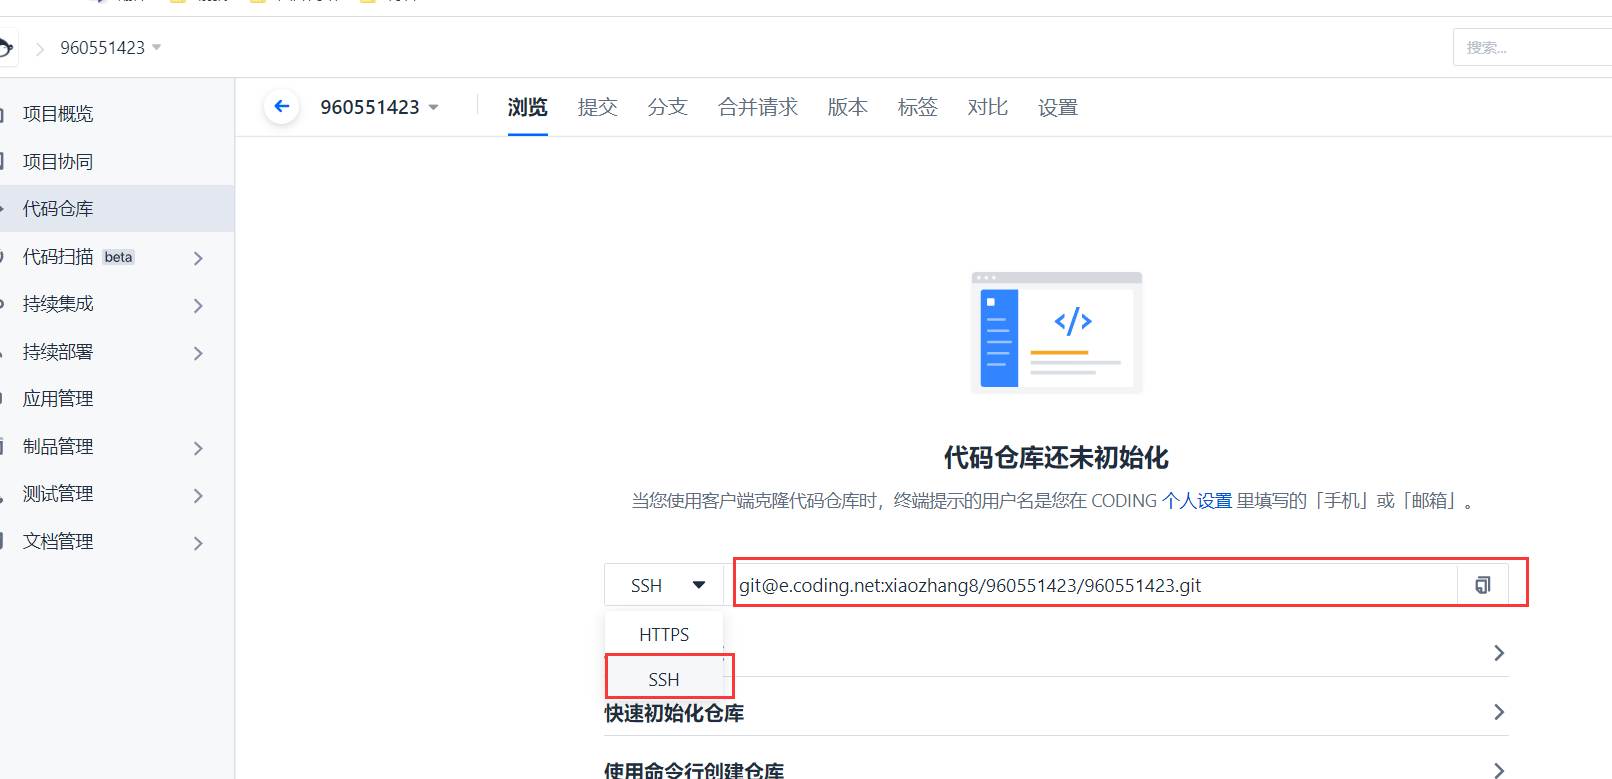 960551423
搜索...
项目概览
项目协同
代码仓库
代码扫描 beta
持续集成
持续部署
应用管理
制品管理
测试管理
文档管理
960551423 浏览 提交 分支 合并请求 版本 标签 对比 设置
</>
代码仓库还未初始化
当您使用客户端克隆代码仓库时，终端提示的用户名是您在 CODING 个人设置 里填写的「手机」或「邮箱」。
SSH git@e.coding.net:xiaozhang8/960551423/960551423.git
HTTPS
SSH
快速初始化仓库
使用命令行创建仓库